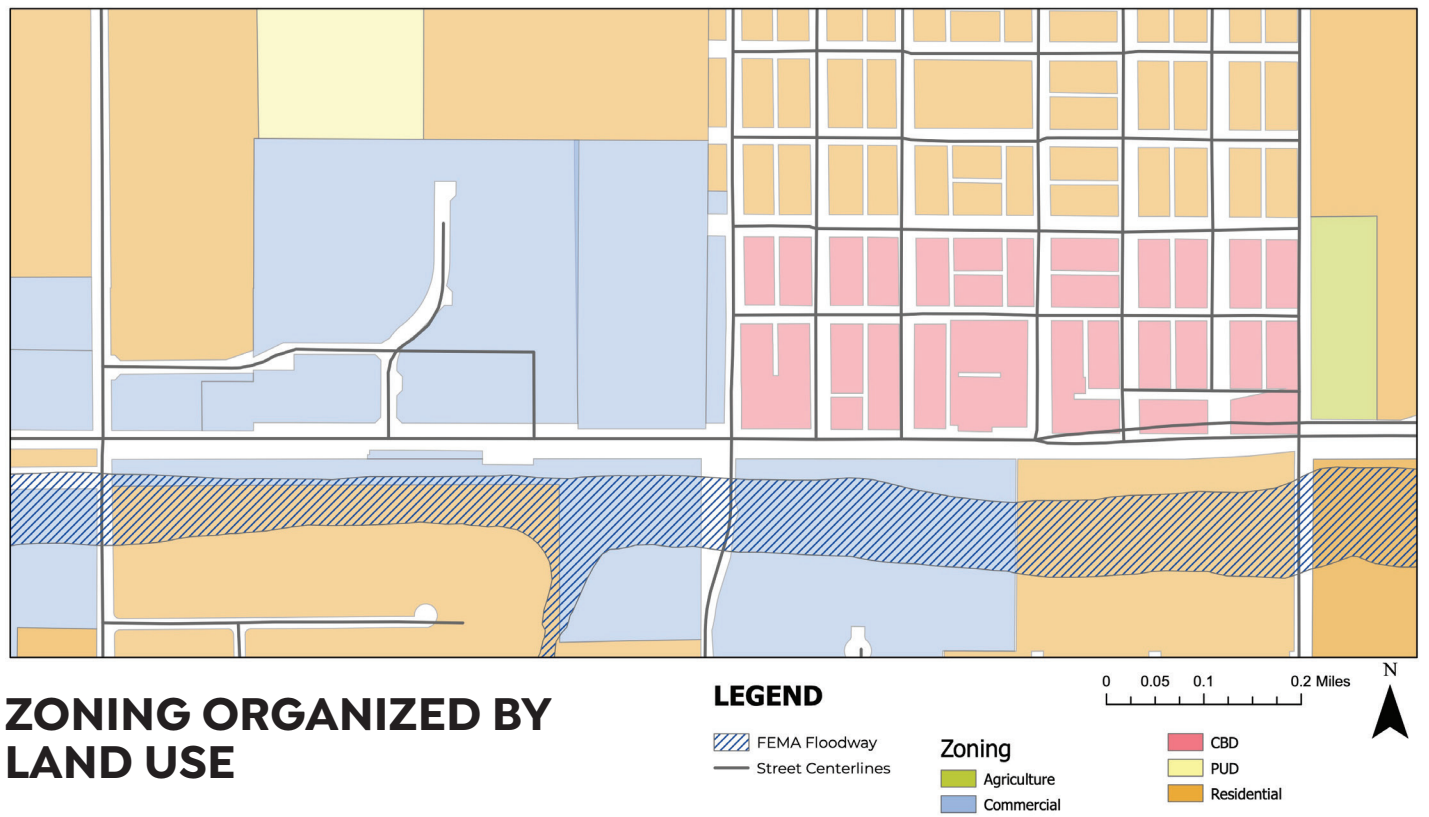 ZONING ORGANIZED BY
LAND USE
LEGEND
FEMA Floodway
Street Centerlines
Zoning
Agriculture
Commercial
CBD
PUD
Residential
0 0.05 0.1 0.2 Miles
N